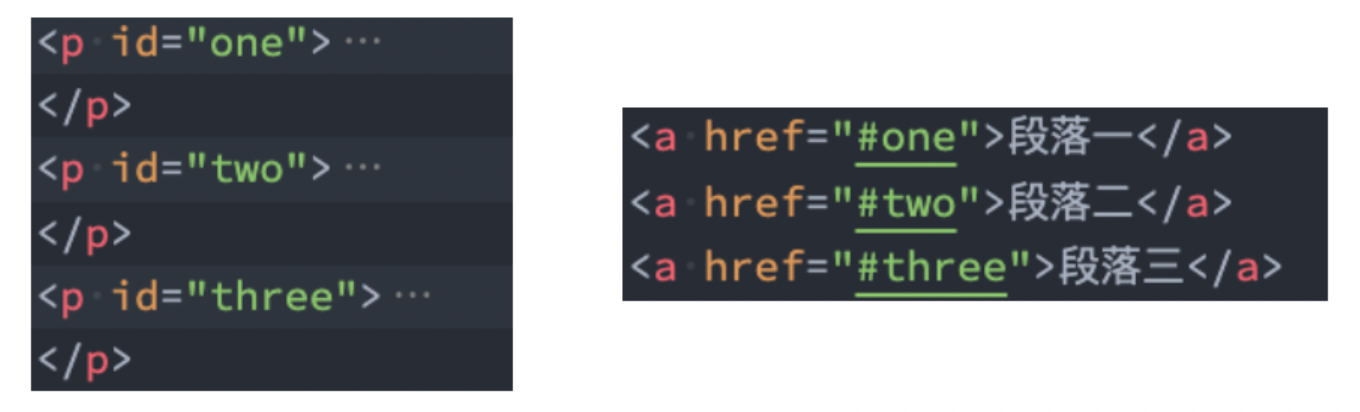 <p id="one">···
</p>
<p id="two">···
</p>
<p id="three">···
</p>
<a href="#one">段落一</a>
<a href="#two">段落二</a>
<a href="#three">段落三</a>